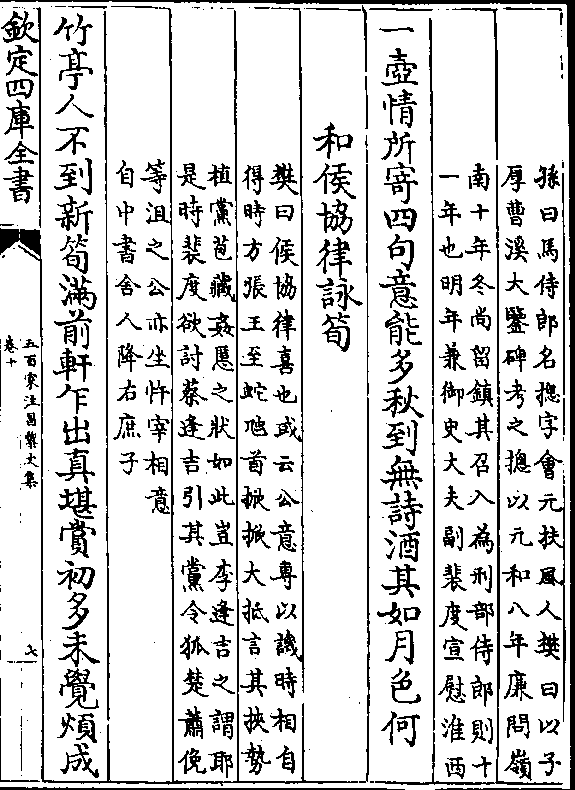 孫曰馬侍郎名摠字會元扶風人樊曰以子
厚曹溪大鑒碑考之摠以元和八年廉問嶺
南十年冬尚留鎮其召入為刑部侍郎則十
一年也明年兼御史大夫副裴度宣慰淮西
一壺情所寄四句意能多秋到無詩酒其如月色何
和侯協律詠筍
樊曰侯協律喜也或云公意專以譏時相自
得時方張王至蛇虺首掀掀大抵言其挾勢
植黨苞藏姦慝之狀如此豈李逢吉之謂耶
是時裴度欲討蔡逢吉引其黨令狐楚蕭俛
等沮之公亦坐忤宰相意
自中書舍人降右庶子
竹亭人不到新筍滿前軒乍出真堪賞初多未覺煩成
欽定四庫全書
五百家注昌黎文集
卷十
七